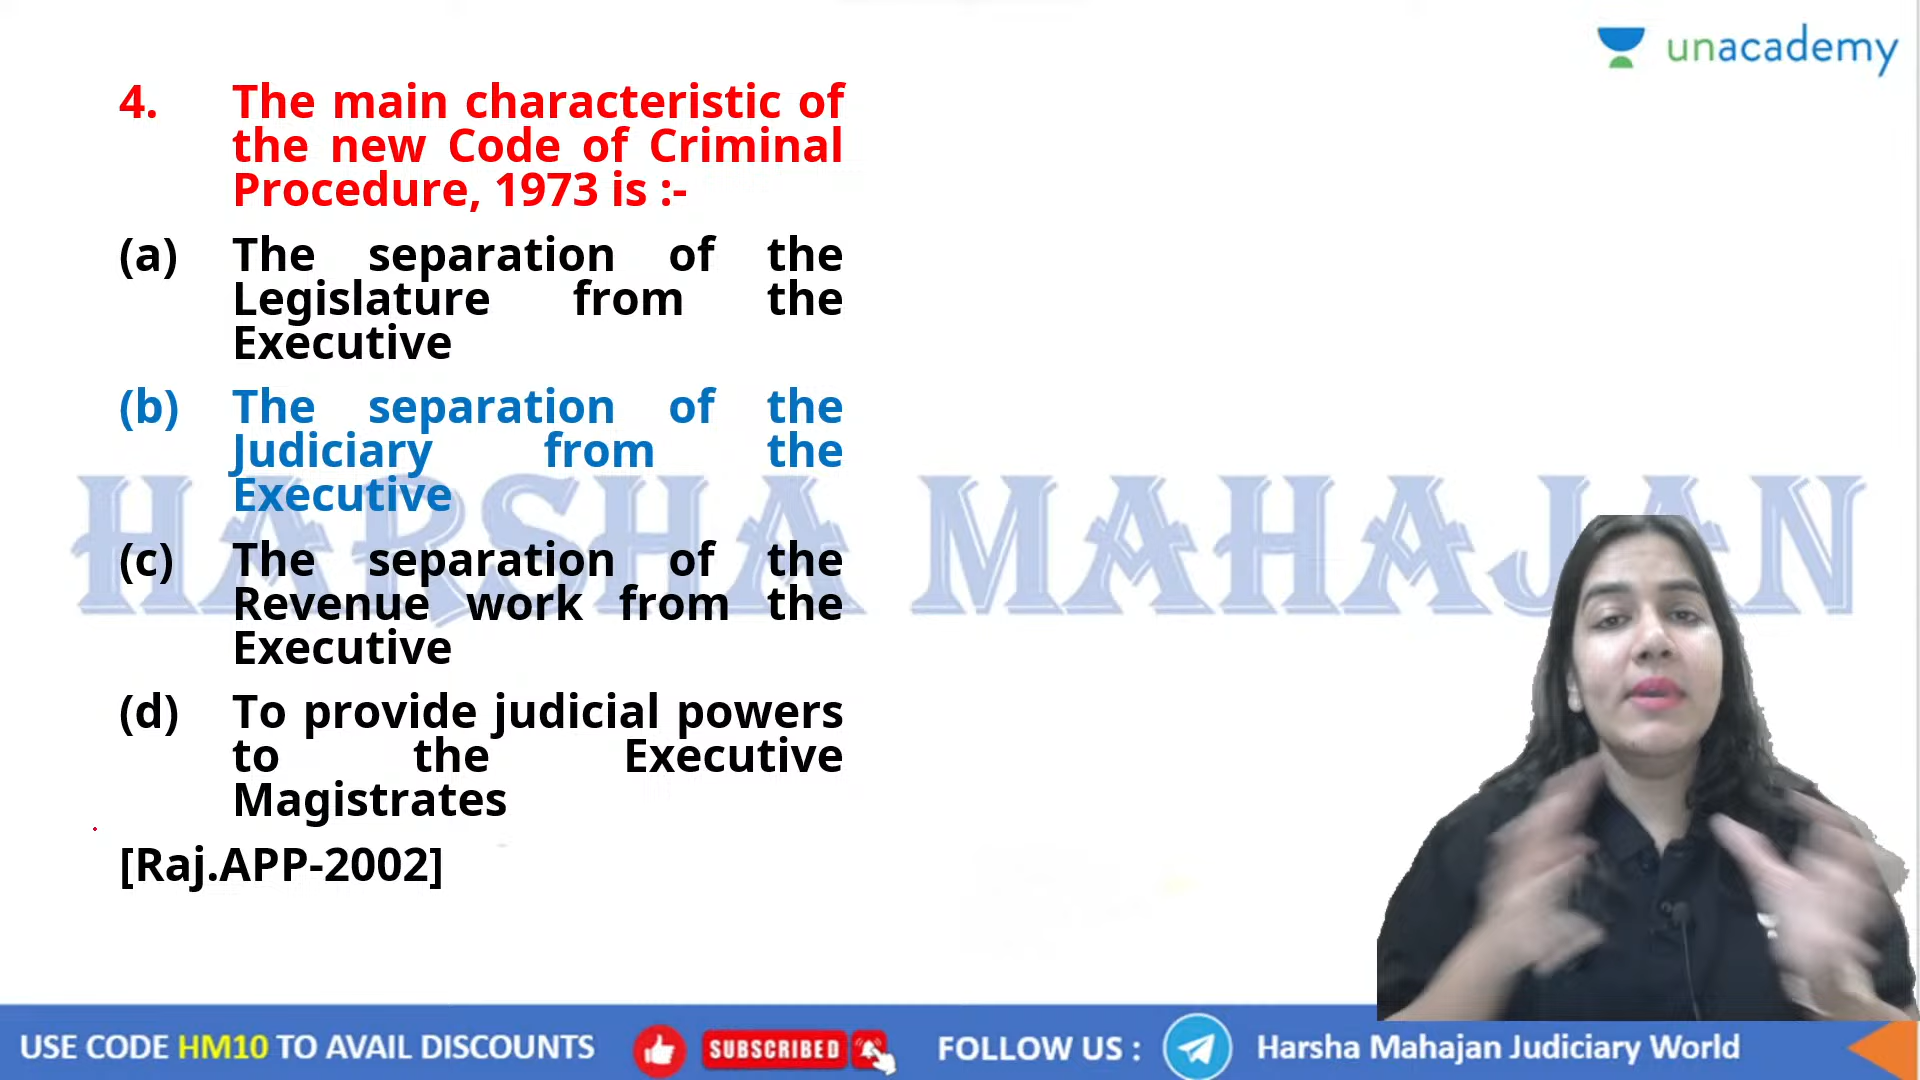 unacademy
4. The main characteristic of
the new Code of Criminal
Procedure, 1973 is :-
(a) The separation of the
Legislature from the
Executive
(b) The separation of the
Judiciary from the
Executive
HARSHA MAHAJAN
(c) The separation of the
Revenue work from the
Executive
(d) To provide judicial powers
to the Executive
Magistrates
[Raj.APP-2002]
USE CODE HM10 TO AVAIL DISCOUNTS SUBSCRIBED FOLLOW US : Harsha Mahajan Judiciary World